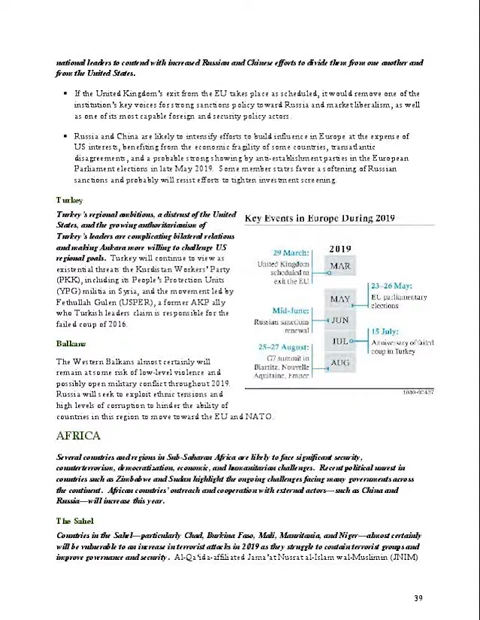 national leaders to contend with increased Russian and Chinese efforts to divide them from one another and
from the United States.
• If the United Kingdom's exit from the EU takes place as scheduled, it would remove one of the
institution's key voices for strong sanctions policy toward Russia and market liberalism, as well
as one of its most capable foreign and security policy actors.
• Russia and China are likely to intensify efforts to build influence in Europe at the expense of
US interests, benefiting from the economic fragility of some countries, transatlantic
disagreements, and a probable strong showing by anti-establishment parties in the European
Parliament elections in late May 2019. Some member states favor a softening of Russian
sanctions and probably will resist efforts to tighten investment screening.
Turkey
Turkey's regional ambitions, a distrust of the United
States, and the growing authoritarianism of
Turkey's leaders are complicating bilateral relations
and making Ankara more willing to challenge US
regional goals. Turkey will continue to view as
existential threats the Kurdistan Workers' Party
(PKK), including its People's Protection Units
(YPG) militia in Syria, and the movement led by
Fethullah Gulen (USPER), a former AKP ally
who Turkish leaders claim is responsible for the
failed coup of 2016.
Key Events in Europe During 2019
2019
29 March:
United Kingdom
scheduled to
exit the EU
MAR
23–26 May:
EU parliamentary
elections
MAY
Mid-June:
Russian sanctions
renewal
JUN
15 July:
Anniversary of failed
coup in Turkey
JUL
25–27 August:
G7 summit in
Biarritz, Nouvelle
Aquitaine, France
AUG
Balkans
The Western Balkans almost certainly will
remain at some risk of low-level violence and
possibly open military conflict throughout 2019.
Russia will seek to exploit ethnic tensions and
high levels of corruption to hinder the ability of
countries in this region to move toward the EU and NATO.
AFRICA
Several countries and regions in Sub-Saharan Africa are likely to face significant security,
counterterrorism, democratization, economic, and humanitarian challenges. Recent political unrest in
countries such as Zimbabwe and Sudan highlight the ongoing challenges facing many governments across
the continent. African countries' outreach and cooperation with external actors—such as China and
Russia—will increase this year.
The Sahel
Countries in the Sahel—particularly Chad, Burkina Faso, Mali, Mauritania, and Niger—almost certainly
will be vulnerable to an increase in terrorist attacks in 2019 as they struggle to contain terrorist groups and
improve governance and security. Al-Qa'ida-affiliated Jama'at Nusrat al-Islam wal-Muslimin (JNIM)
39